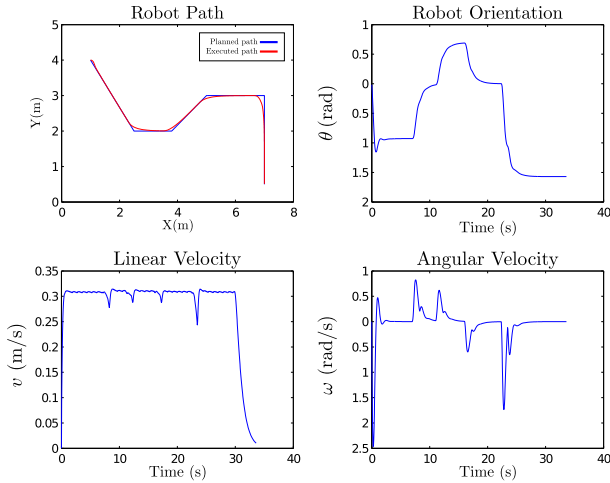 Robot Path
Robot Orientation
5
4
3
2
1
0
Y(m)
Planned path
Executed path
0 2 4 6 8
X(m)
1
0.5
0
0.5
1
1.5
2
θ (rad)
0 10 20 30 40
Time (s)
Linear Velocity
Angular Velocity
0.35
0.3
0.25
0.2
0.15
0.1
0.05
0
v (m/s)
0 10 20 30 40
Time (s)
1
0.5
0
0.5
1
1.5
2
2.5
ω (rad/s)
0 10 20 30 40
Time (s)